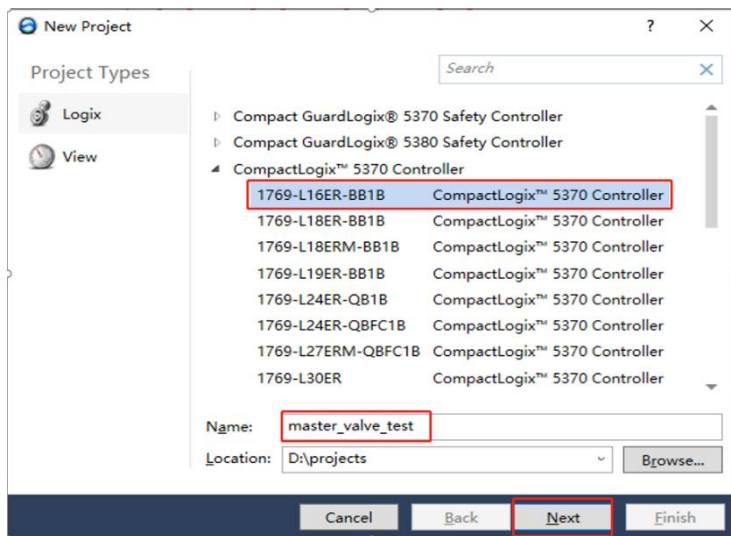 New Project
?
Project Types
Search
Logix
View
Compact GuardLogix® 5370 Safety Controller
Compact GuardLogix® 5380 Safety Controller
CompactLogix™ 5370 Controller
1769-L16ER-BB1B CompactLogix™ 5370 Controller
1769-L18ER-BB1B CompactLogix™ 5370 Controller
1769-L18ERM-BB1B CompactLogix™ 5370 Controller
1769-L19ER-BB1B CompactLogix™ 5370 Controller
1769-L24ER-QB1B CompactLogix™ 5370 Controller
1769-L24ER-QBFC1B CompactLogix™ 5370 Controller
1769-L27ERM-QBFC1B CompactLogix™ 5370 Controller
1769-L30ER CompactLogix™ 5370 Controller
Name: master_valve_test
Location: D:\projects Browse...
Cancel Back Next Finish